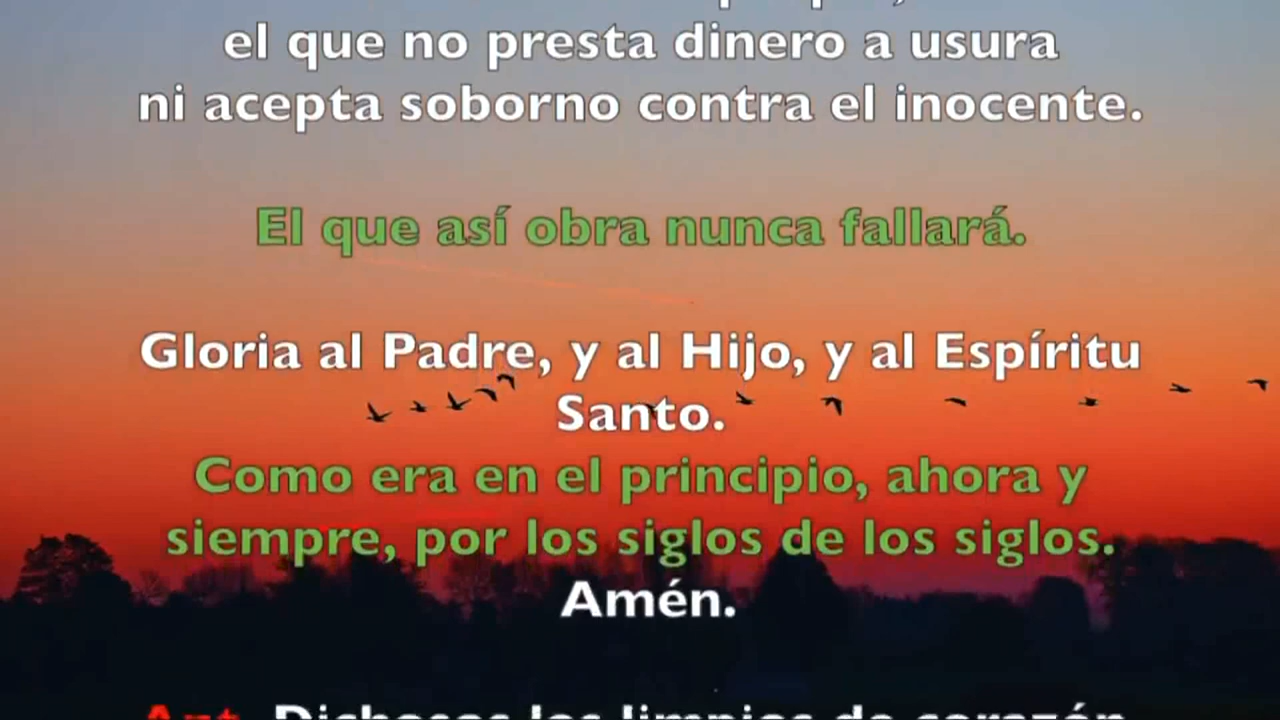 el que no presta dinero a usura
ni acepta soborno contra el inocente.
El que así obra nunca fallará.
Gloria al Padre, y al Hijo, y al Espíritu
Santo.
Como era en el principio, ahora y
siempre, por los siglos de los siglos.
Amén.
Ant. Dichosos los limpios de corazón